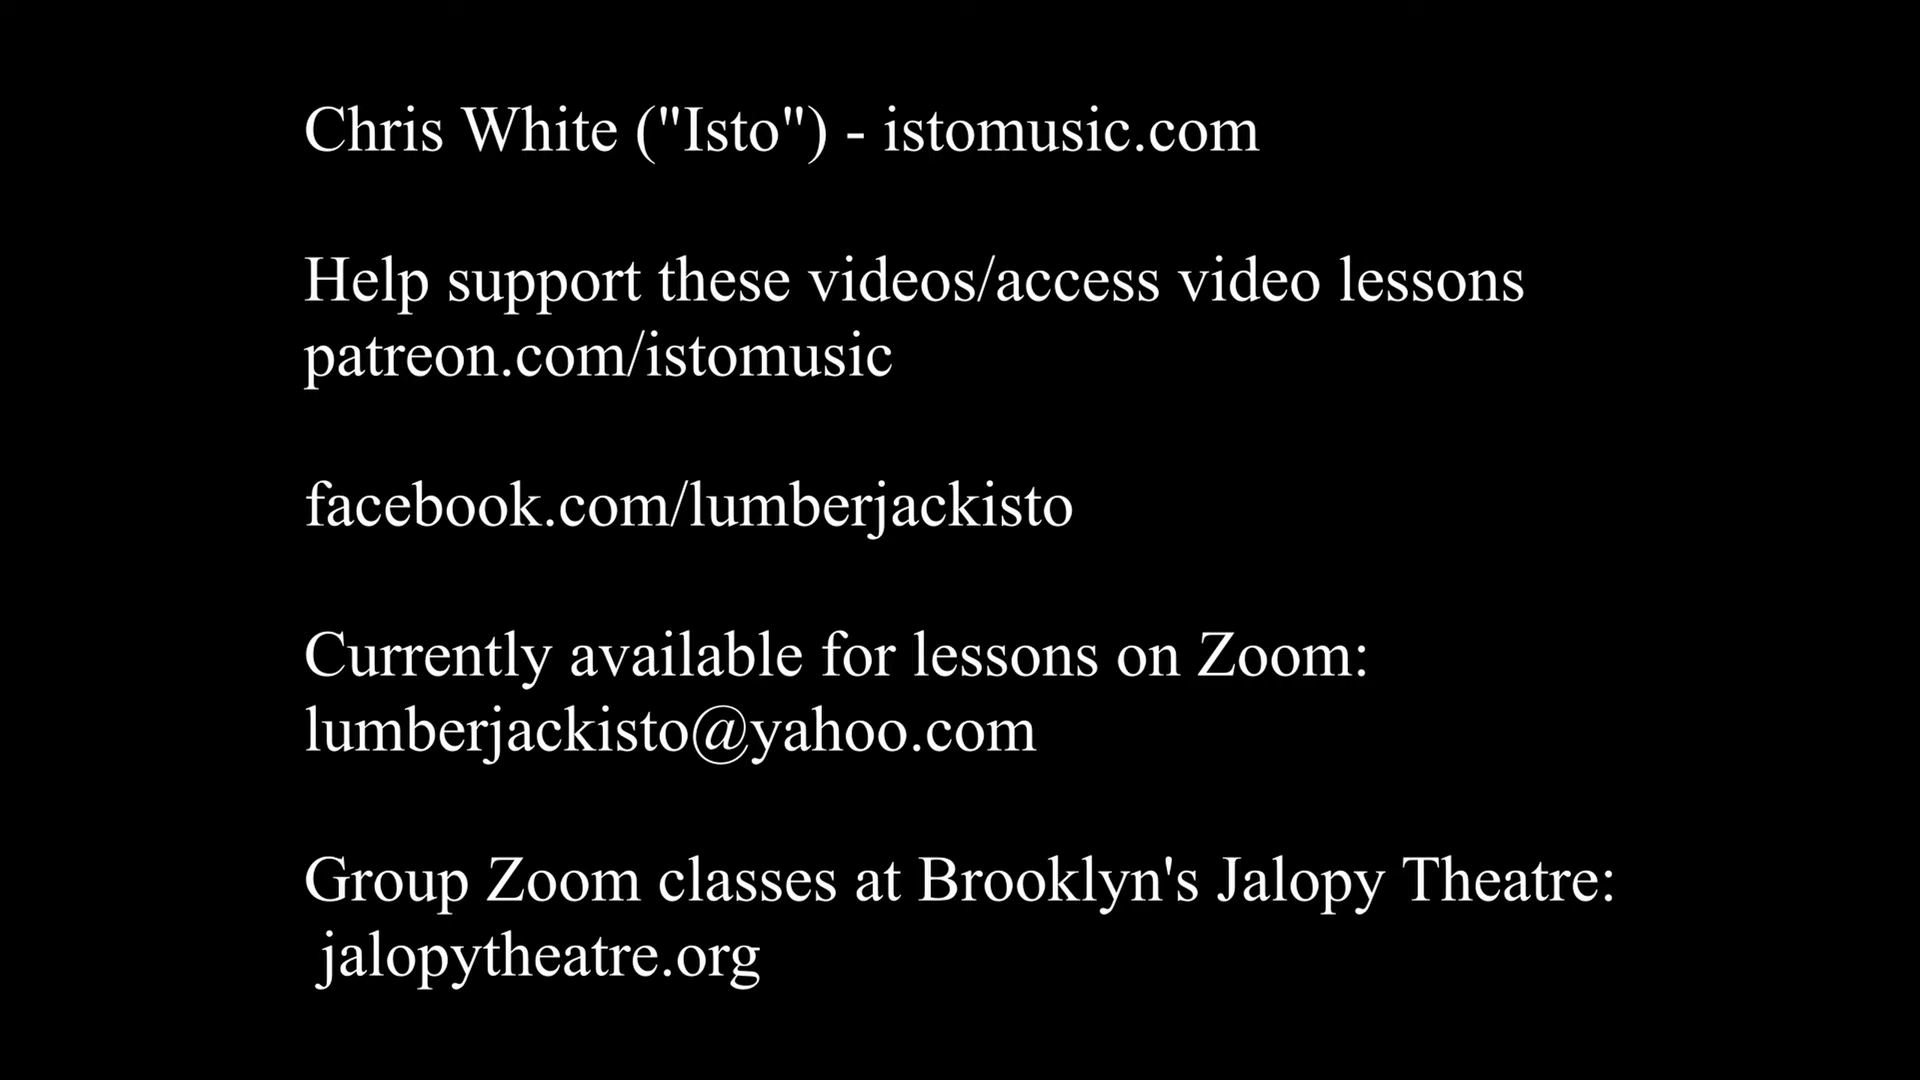 Chris White ("Isto") - istomusic.com
Help support these videos/access video lessons
patreon.com/istomusic
facebook.com/lumberjackisto
Currently available for lessons on Zoom:
lumberjackisto@yahoo.com
Group Zoom classes at Brooklyn's Jalopy Theatre:
jalopytheatre.org